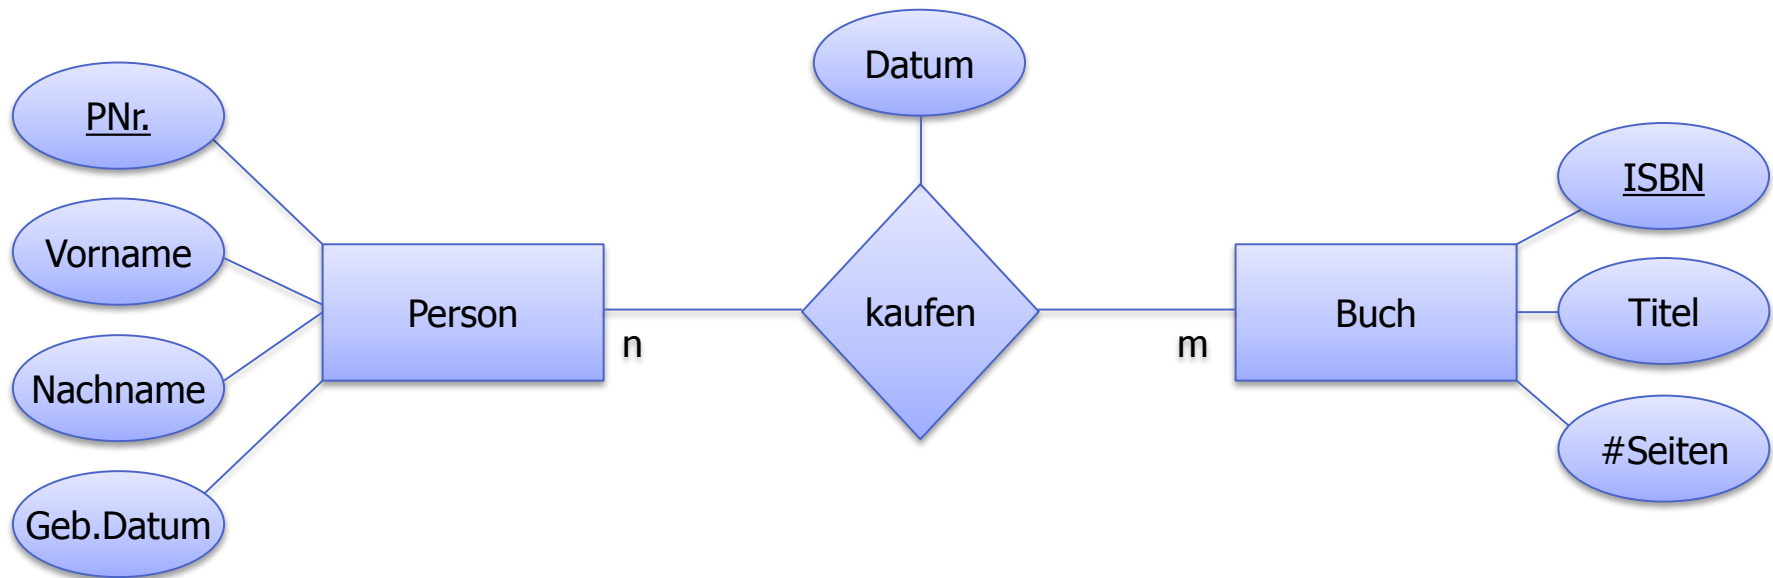 Datum
PNr.
ISBN
Vorname
Person
n
kaufen
m
Buch
Titel
Nachname
#Seiten
Geb.Datum